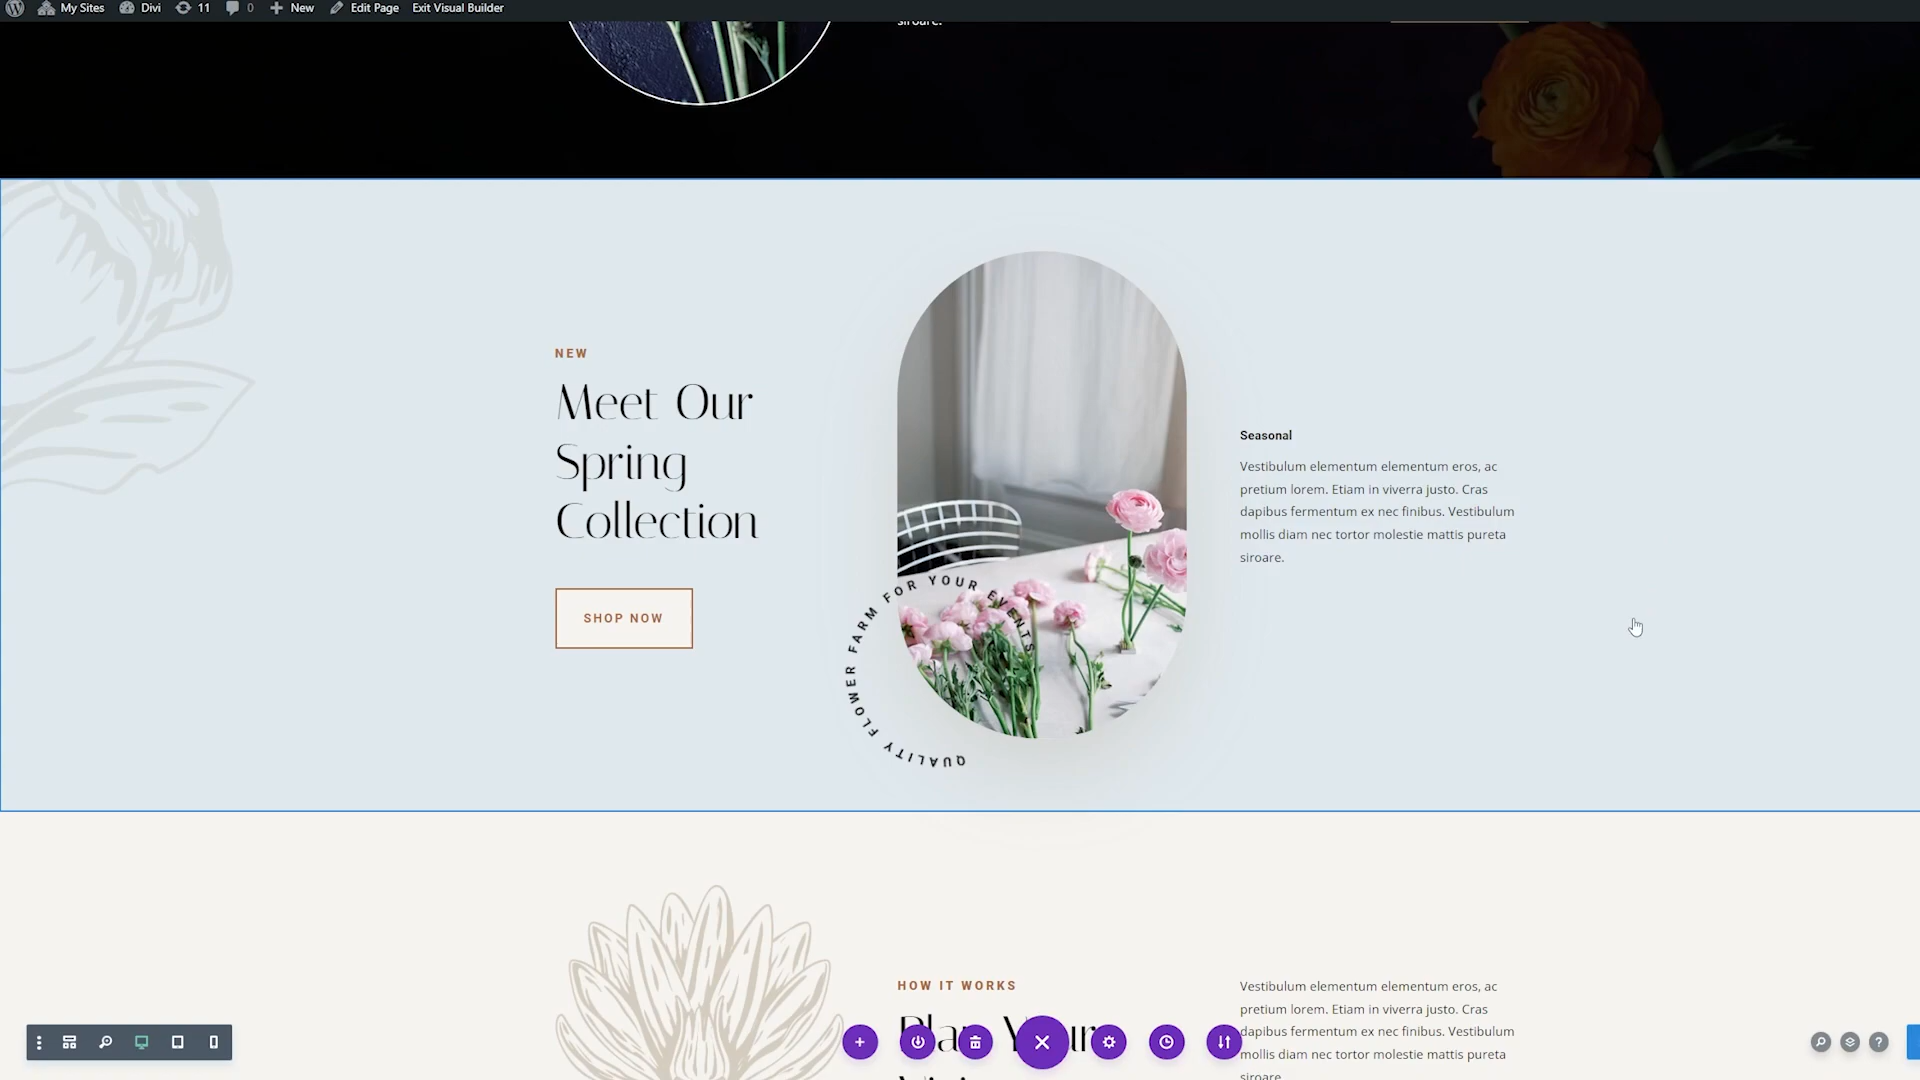 My Sites Divi 11 0 New Edit Page Exit Visual Builder
siroare.
NEW
Meet Our
Spring
Collection
SHOP NOW
QUALITY FLOWER FARM FOR YOUR EVENTS
Seasonal
Vestibulum elementum elementum eros, ac
pretium lorem. Etiam in viverra justo. Cras
dapibus fermentum ex nec finibus. Vestibulum
mollis diam nec tortor molestie mattis pureta
siroare.
HOW IT WORKS
Plan Your
Vestibulum elementum elementum eros, ac
pretium lorem. Etiam in viverra justo. Cras
dapibus fermentum ex nec finibus. Vestibulum
mollis diam nec tortor molestie mattis pureta
siroare.